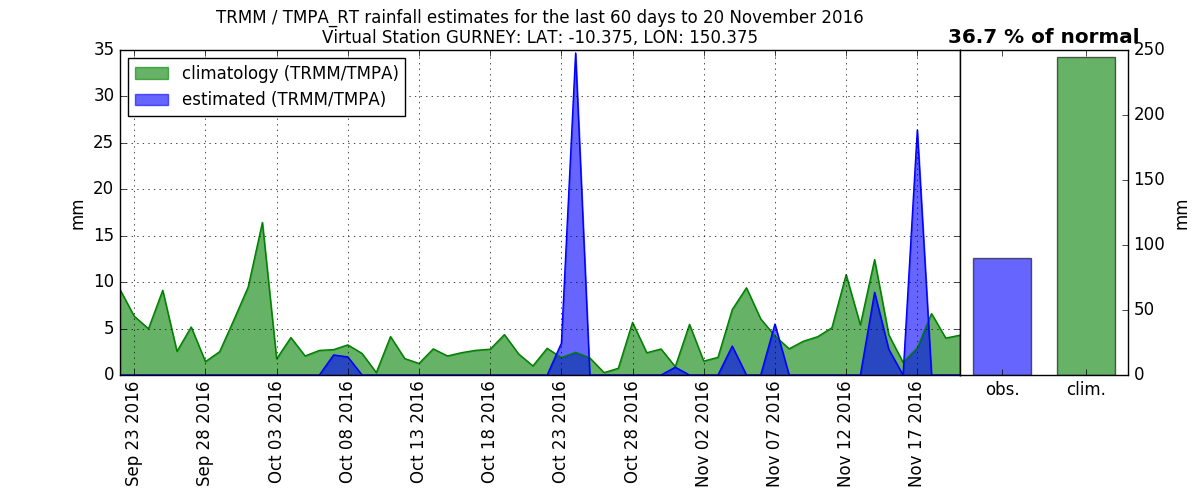 TRMM / TMPA_RT rainfall estimates for the last 60 days to 20 November 2016
Virtual Station GURNEY: LAT: -10.375, LON: 150.375
36.7 % of normal
climatology (TRMM/TMPA)
estimated (TRMM/TMPA)
35
30
25
20
15
10
5
0
mm
Sep 23 2016
Sep 28 2016
Oct 03 2016
Oct 08 2016
Oct 13 2016
Oct 18 2016
Oct 23 2016
Oct 28 2016
Nov 02 2016
Nov 07 2016
Nov 12 2016
Nov 17 2016
obs.
clim.
250
200
150
100
50
0
mm